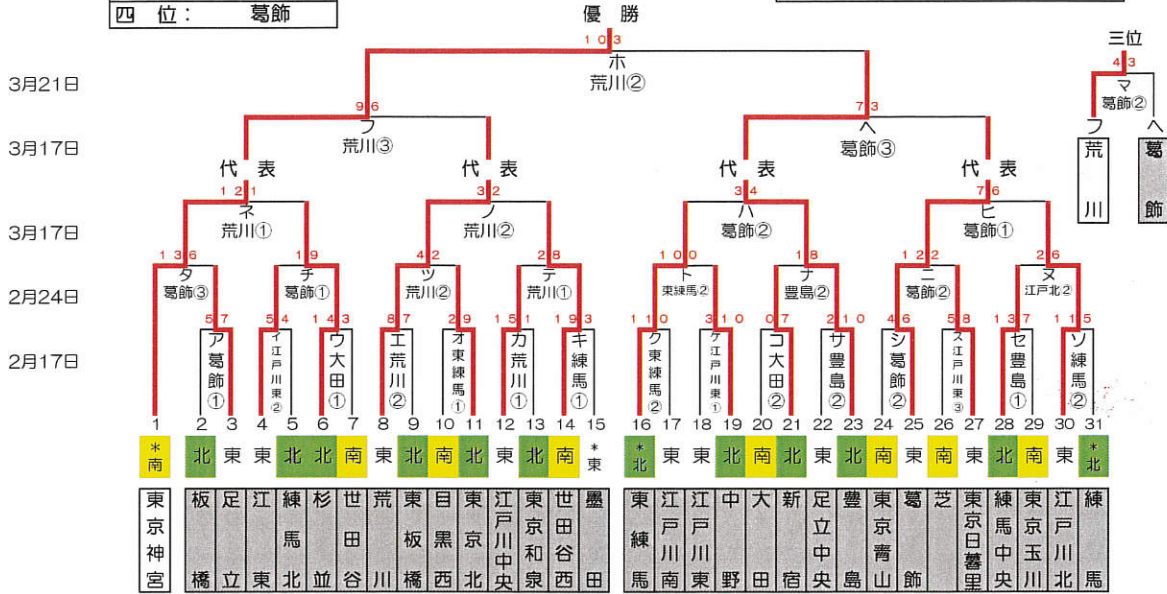 四 位： 葛飾
優 勝
1 0 3
ホ
荒川②
三位
4 3
マ
葛飾②
フ ヘ
荒川 葛飾
3月21日
9 6 7 3
フ ヘ
荒川③ 葛飾③
3月17日
代 表 代 表 代 表 代 表
1 2 1 3 2 3 4 7 6
ネ ノ ハ ヒ
荒川① 荒川② 葛飾② 葛飾①
3月17日
1 3 6 1 9 4 2 2 8 1 0 0 1 8 1 2 2 2 6
タ チ ツ テ ト ナ ニ ヌ
葛飾③ 葛飾① 荒川② 荒川① 東練馬② 豊島② 葛飾② 江戸北②
2月24日
5 7 5 4 1 4 3 8 7 2 9 1 5 1 1 9 3 1 1 0 3 1 0 0 7 2 1 0 4 6 5 8 1 3 7 1 1 5
ア葛飾① イ江戸川東② ウ大田① エ荒川② オ東練馬① カ荒川① キ練馬① ク東練馬② ケ江戸川東① コ大田② サ豊島② シ葛飾② ス江戸川東③ セ豊島① ソ練馬②
2月17日
1 2 3 4 5 6 7 8 9 10 11 12 13 14 15 16 17 18 19 20 21 22 23 24 25 26 27 28 29 30 31
*南 北 東 東 北 北 南 東 北 南 北 東 北 南 *東 *北 東 東 北 南 北 東 北 南 東 南 東 北 南 東 *北
東京神宮 板橋 足立 江東 練馬北 杉並 世田谷 荒川 東板橋 目黒西 東京北 江戸川中央 東京和泉 世田谷西 墨田 東練馬 江戸川南 江戸川東 中野 大田 新宿 足立中央 豊島 東京青山 葛飾 芝 東京日暮里 練馬中央 東京玉川 江戸川北 練馬